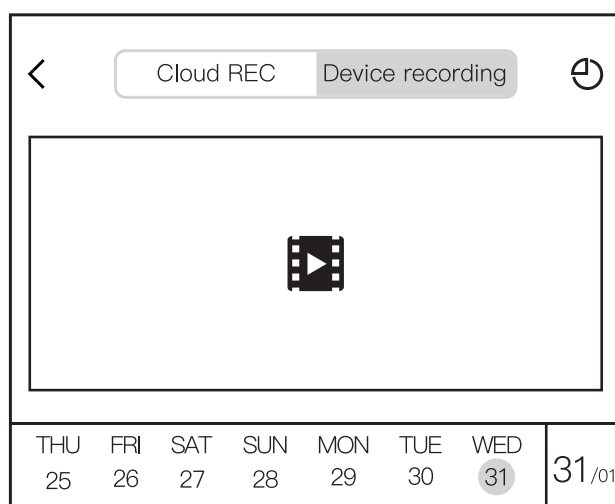 Cloud REC Device recording
THU FRI SAT SUN MON TUE WED
25 26 27 28 29 30 31
31/01